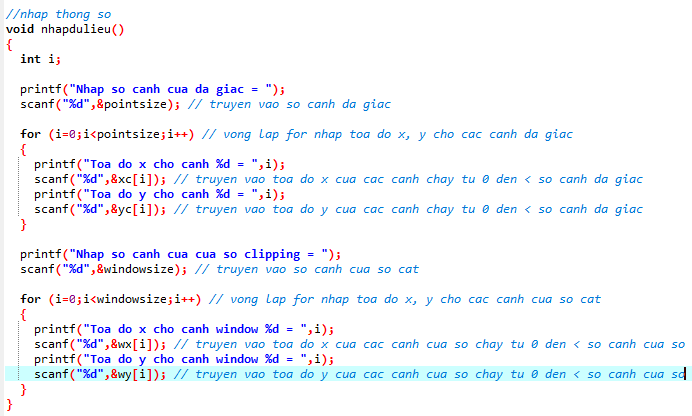 //nhap thong so
void nhapdulieu()
{
int i;
printf("Nhap so canh cua da giac = ");
scanf("%d",&pointsize); // truyen vao so canh da giac
for (i=0;i<pointsize;i++) // vong lap for nhap toa do x, y cho cac canh da giac
{
printf("Toa do x cho canh %d = ",i);
scanf("%d",&xc[i]); // truyen vao toa do x cua cac canh chay tu 0 den < so canh da giac
printf("Toa do y cho canh %d = ",i);
scanf("%d",&yc[i]); // truyen vao toa do y cua cac canh chay tu 0 den < so canh da giac
}
printf("Nhap so canh cua cua so clipping = ");
scanf("%d",&windowsize); // truyen vao so canh cua so cat
for (i=0;i<windowsize;i++) // vong lap for nhap toa do x, y cho cac canh cua so cat
{
printf("Toa do x cho canh window %d = ",i);
scanf("%d",&wx[i]); // truyen vao toa do x cua cac canh cua so chay tu 0 den < so canh cua so
printf("Toa do y cho canh window %d = ",i);
scanf("%d",&wy[i]); // truyen vao toa do y cua cac canh cua so chay tu 0 den < so canh cua so
}
}